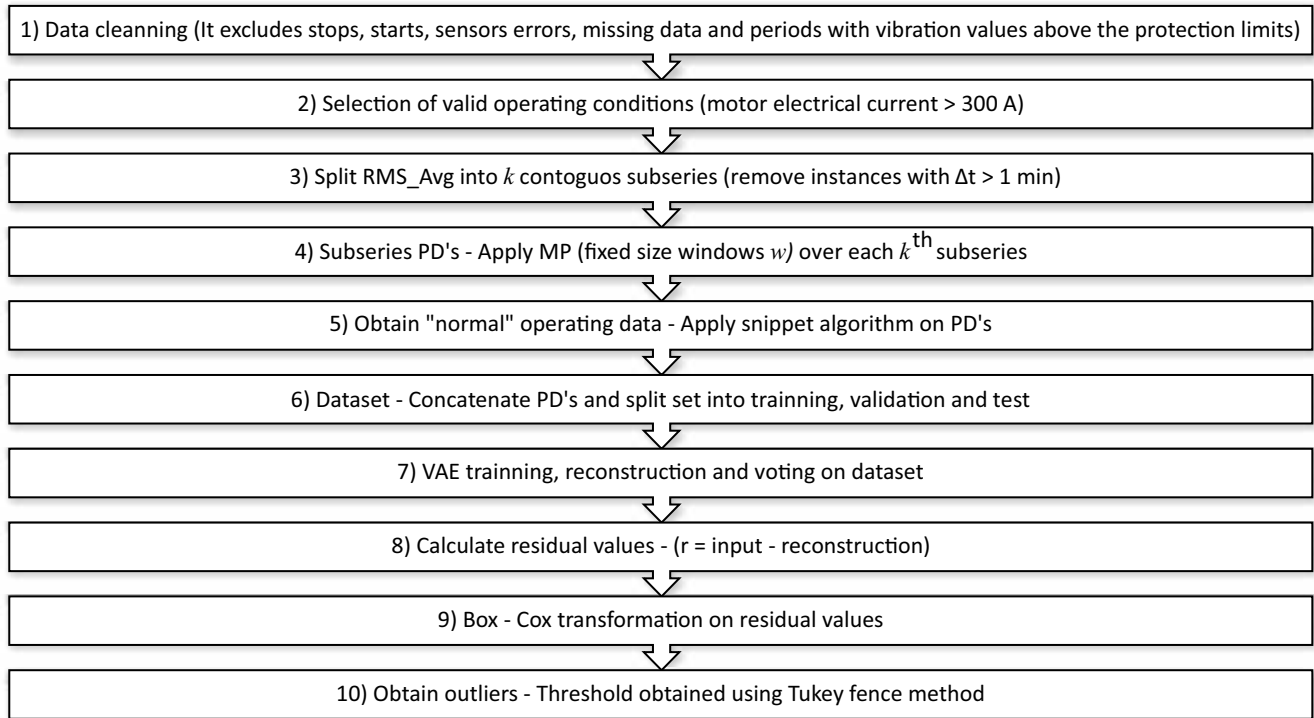 1) Data cleanning (It excludes stops, starts, sensors errors, missing data and periods with vibration values above the protection limits)
2) Selection of valid operating conditions (motor electrical current > 300 A)
3) Split RMS_Avg into k contoguos subseries (remove instances with Δt > 1 min)
4) Subseries PD's - Apply MP (fixed size windows w) over each k^th subseries
5) Obtain "normal" operating data - Apply snippet algorithm on PD's
6) Dataset - Concatenate PD's and split set into trainning, validation and test
7) VAE trainning, reconstruction and voting on dataset
8) Calculate residual values - (r = input - reconstruction)
9) Box - Cox transformation on residual values
10) Obtain outliers - Threshold obtained using Tukey fence method